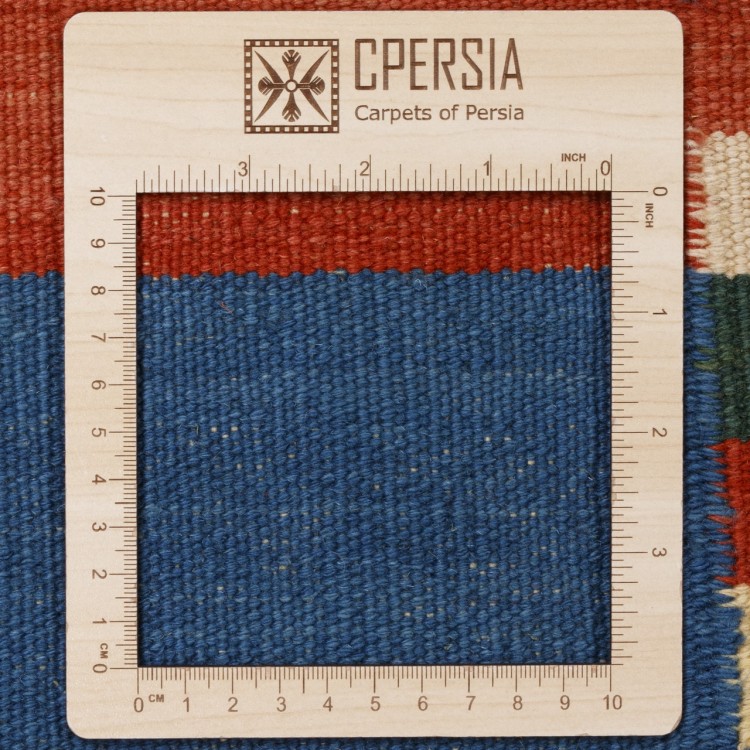 CPERSIA
Carpets of Persia
INCH
3 2 1 0
10 9 8 7 6 5 4 3 2 1 CM 0
0 INCH 1 2 3
0 CM 1 2 3 4 5 6 7 8 9 10